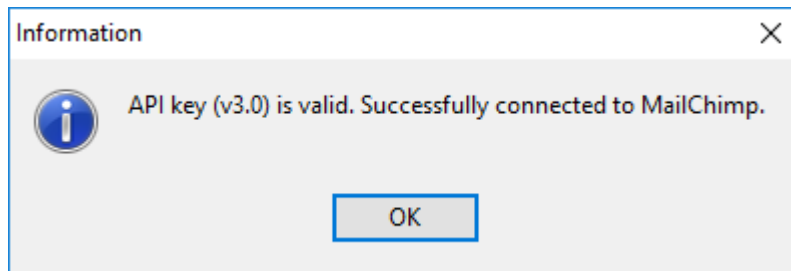 Information
API key (v3.0) is valid. Successfully connected to MailChimp.
OK